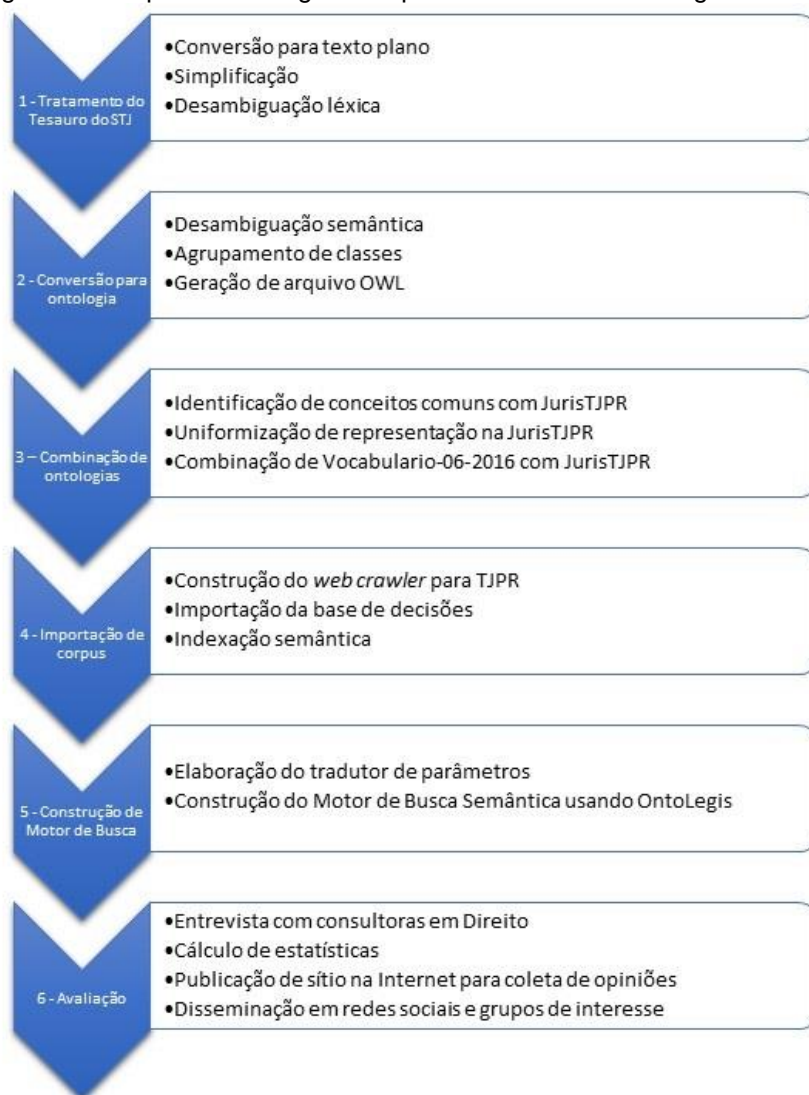 1 - Tratamento do
Tesauro do STJ
•Conversão para texto plano
•Simplificação
•Desambiguação léxica
2 - Conversão para
ontologia
•Desambiguação semântica
•Agrupamento de classes
•Geração de arquivo OWL
3 – Combinação de
ontologias
•Identificação de conceitos comuns com JurisTJPR
•Uniformização de representação na JurisTJPR
•Combinação de Vocabulario-06-2016 com JurisTJPR
4 - Importação de
corpus
•Construção do web crawler para TJPR
•Importação da base de decisões
•Indexação semântica
5 - Construção de
Motor de Busca
•Elaboração do tradutor de parâmetros
•Construção do Motor de Busca Semântica usando OntoLegis
6 - Avaliação
•Entrevista com consultoras em Direito
•Cálculo de estatísticas
•Publicação de sítio na Internet para coleta de opiniões
•Disseminação em redes sociais e grupos de interesse